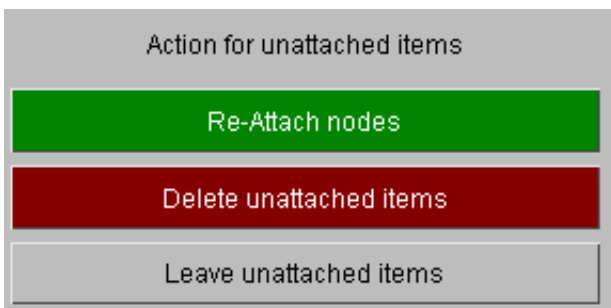 Action for unattached items
Re-Attach nodes
Delete unattached items
Leave unattached items